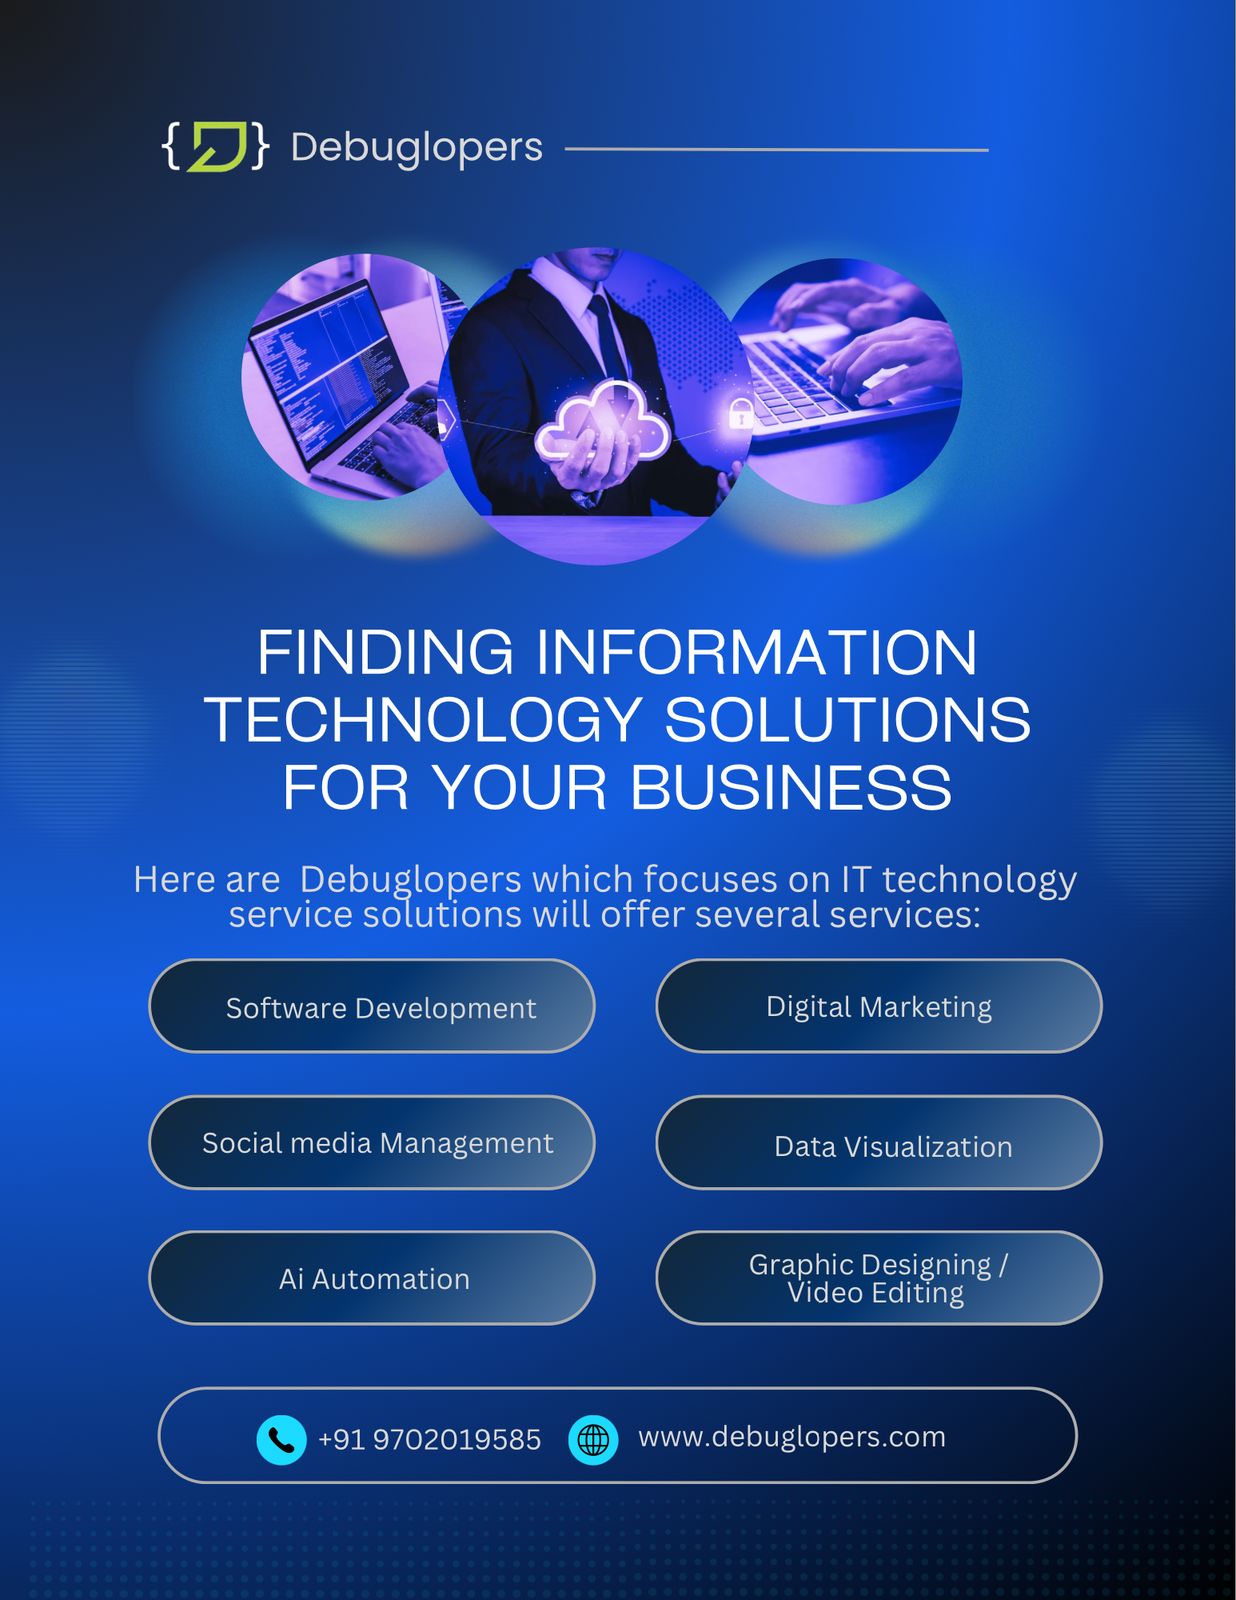 Debuglopers
FINDING INFORMATION
TECHNOLOGY SOLUTIONS
FOR YOUR BUSINESS
Here are  Debuglopers which focuses on IT technology
service solutions will offer several services:
Software Development
Digital Marketing
Social media Management
Data Visualization
Ai Automation
Graphic Designing /
Video Editing
+91 9702019585
www.debuglopers.com